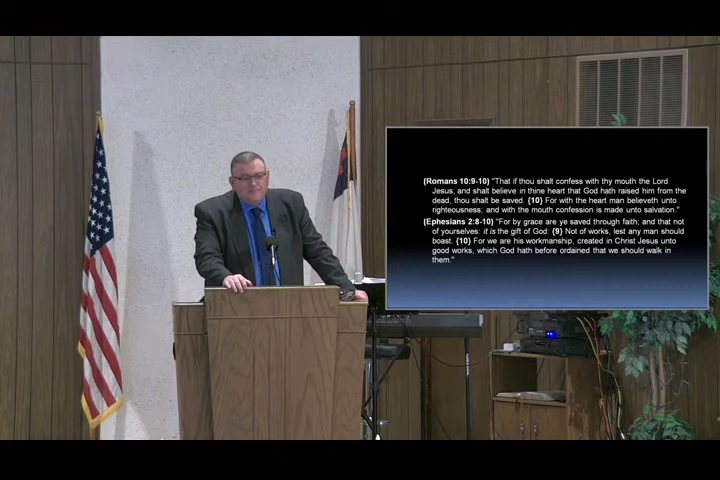 (Romans 10:9-10) "That if thou shalt confess with thy mouth the Lord
Jesus, and shalt believe in thine heart that God hath raised him from the
dead, thou shalt be saved. {10} For with the heart man believeth unto
righteousness; and with the mouth confession is made unto salvation."
(Ephesians 2:8-10) "For by grace are ye saved through faith; and that not
of yourselves: it is the gift of God: {9} Not of works, lest any man should
boast. {10} For we are his workmanship, created in Christ Jesus unto
good works, which God hath before ordained that we should walk in
them."